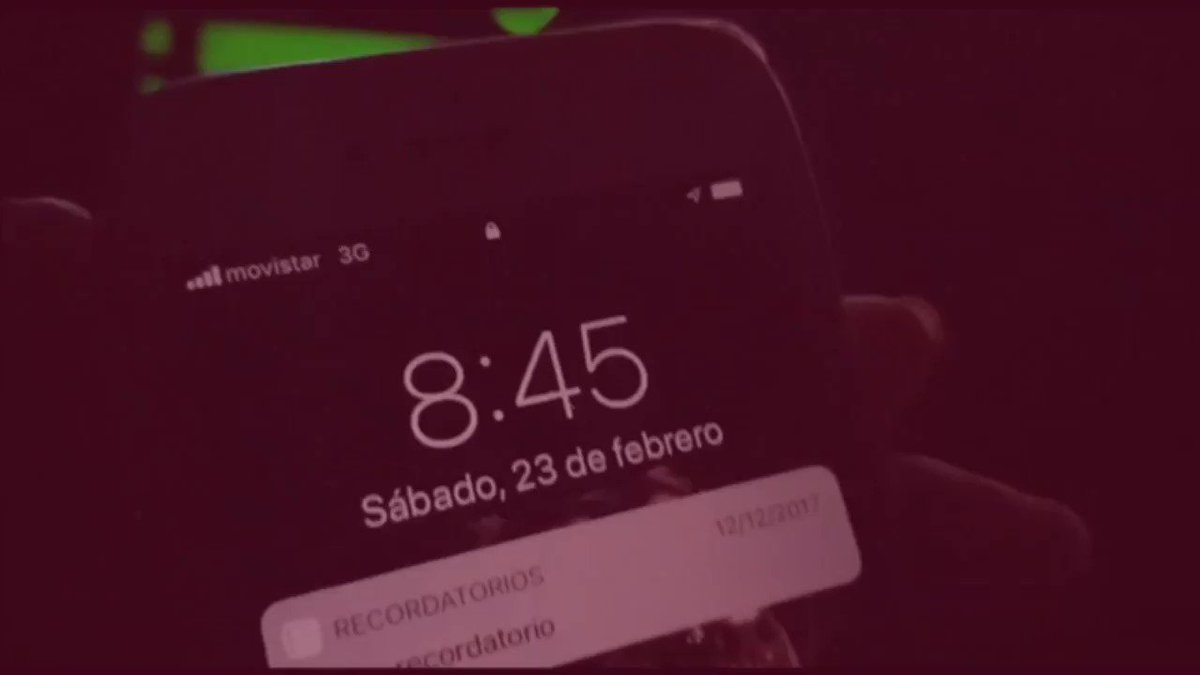 movistar 3G
8:45
Sábado, 23 de febrero
12/12/2017
RECORDATORIOS
recordatorio